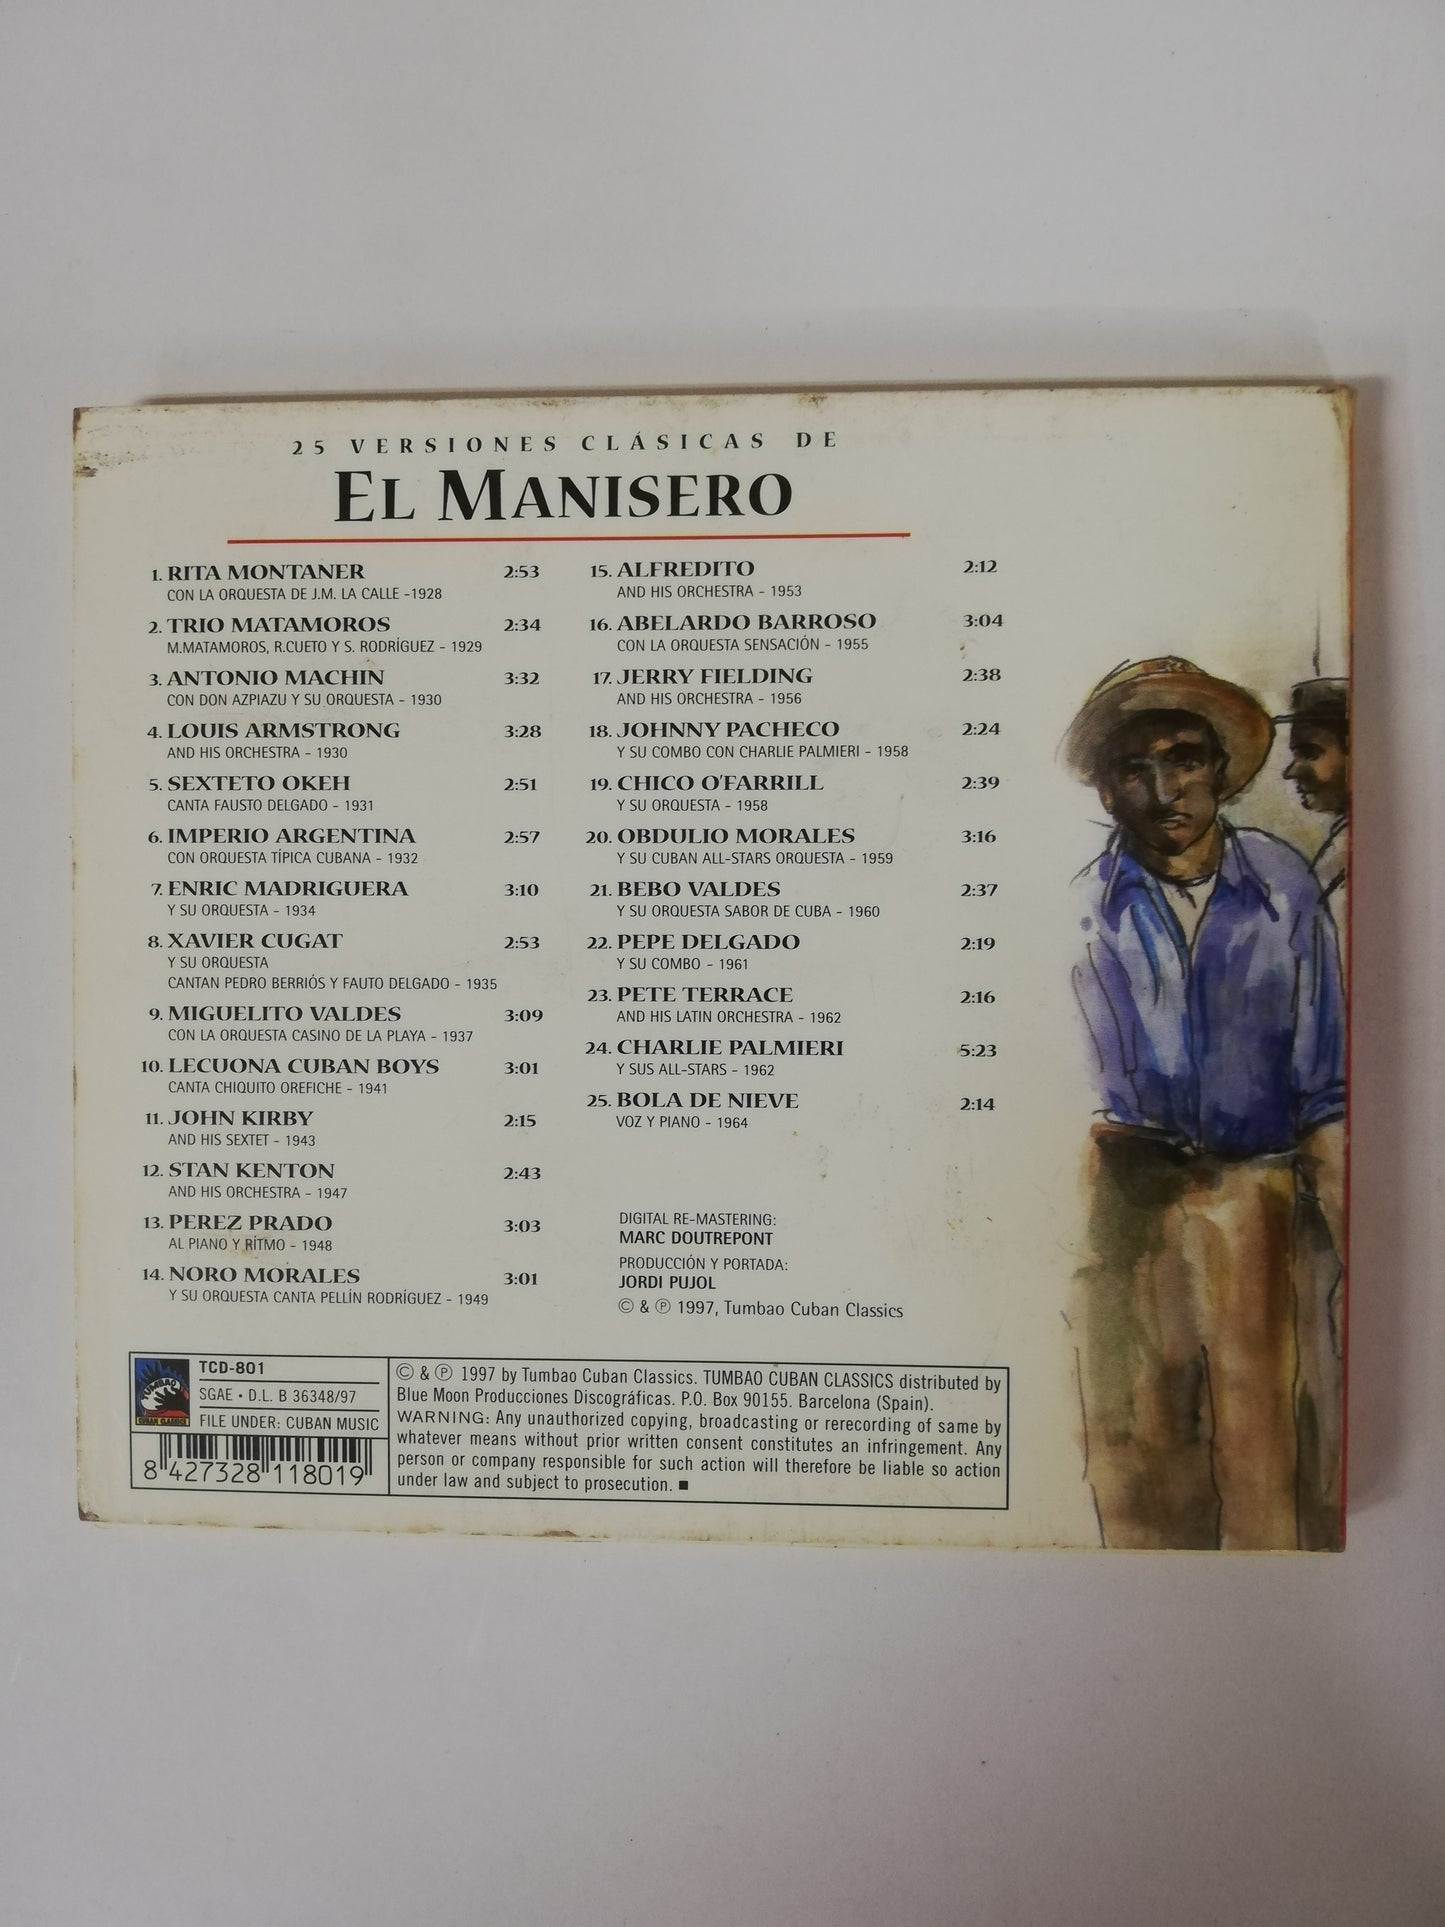 25 VERSIONES CLÁSICAS DE
EL MANISERO
1. RITA MONTANER 2:53
CON LA ORQUESTA DE J.M. LA CALLE -1928
2. TRIO MATAMOROS 2:34
M.MATAMOROS, R.CUETO Y S. RODRÍGUEZ - 1929
3. ANTONIO MACHIN 3:32
CON DON AZPIAZU Y SU ORQUESTA - 1930
4. LOUIS ARMSTRONG 3:28
AND HIS ORCHESTRA - 1930
5. SEXTETO OKEH 2:51
CANTA FAUSTO DELGADO - 1931
6. IMPERIO ARGENTINA 2:57
CON ORQUESTA TÍPICA CUBANA - 1932
7. ENRIC MADRIGUERA 3:10
Y SU ORQUESTA - 1934
8. XAVIER CUGAT 2:53
Y SU ORQUESTA
CANTAN PEDRO BERRIÓS Y FAUTO DELGADO - 1935
9. MIGUELITO VALDES 3:09
CON LA ORQUESTA CASINO DE LA PLAYA - 1937
10. LECUONA CUBAN BOYS 3:01
CANTA CHIQUITO OREFICHE - 1941
11. JOHN KIRBY 2:15
AND HIS SEXTET - 1943
12. STAN KENTON 2:43
AND HIS ORCHESTRA - 1947
13. PEREZ PRADO 3:03
AL PIANO Y RÍTMO - 1948
14. NORO MORALES 3:01
Y SU ORQUESTA CANTA PELLÍN RODRÍGUEZ - 1949
15. ALFREDITO 2:12
AND HIS ORCHESTRA - 1953
16. ABELARDO BARROSO 3:04
CON LA ORQUESTA SENSACIÓN - 1955
17. JERRY FIELDING 2:38
AND HIS ORCHESTRA - 1956
18. JOHNNY PACHECO 2:24
Y SU COMBO CON CHARLIE PALMIERI - 1958
19. CHICO O'FARRILL 2:39
Y SU ORQUESTA - 1958
20. OBDULIO MORALES 3:16
Y SU CUBAN ALL-STARS ORQUESTA - 1959
21. BEBO VALDES 2:37
Y SU ORQUESTA SABOR DE CUBA - 1960
22. PEPE DELGADO 2:19
Y SU COMBO - 1961
23. PETE TERRACE 2:16
AND HIS LATIN ORCHESTRA - 1962
24. CHARLIE PALMIERI 5:23
Y SUS ALL-STARS - 1962
25. BOLA DE NIEVE 2:14
VOZ Y PIANO - 1964
DIGITAL RE-MASTERING:
MARC DOUTREPONT
PRODUCCIÓN Y PORTADA:
JORDI PUJOL
© & ℗ 1997, Tumbao Cuban Classics
TUMBAO
CUBAN CLASSICS
TCD-801
SGAE • D.L. B 36348/97
FILE UNDER: CUBAN MUSIC
8 427328 118019
© & ℗ 1997 by Tumbao Cuban Classics. TUMBAO CUBAN CLASSICS distributed by
Blue Moon Producciones Discográficas. P.O. Box 90155. Barcelona (Spain).
WARNING: Any unauthorized copying, broadcasting or rerecording of same by
whatever means without prior written consent constitutes an infringement. Any
person or company responsible for such action will therefore be liable so action
under law and subject to prosecution. ■